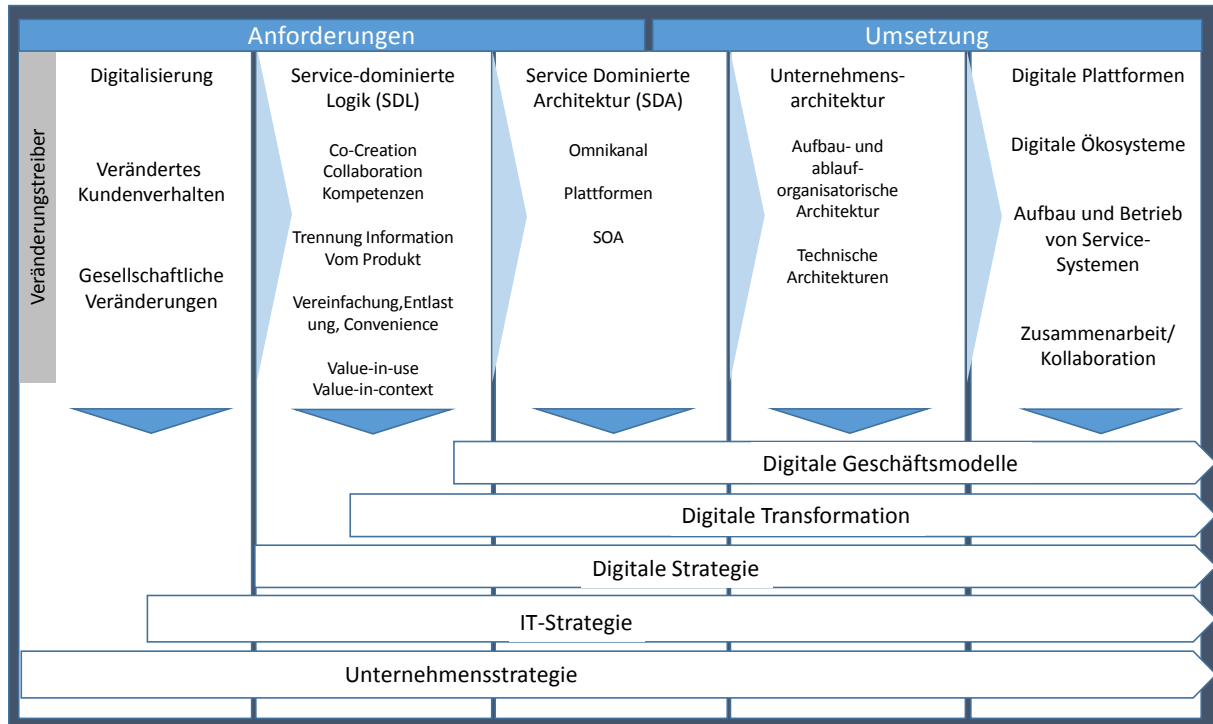 Anforderungen
Umsetzung
Veränderungstreiber
Digitalisierung
Verändertes
Kundenverhalten
Gesellschaftliche
Veränderungen
Service-dominierte
Logik (SDL)
Co-Creation
Collaboration
Kompetenzen
Trennung Information
Vom Produkt
Vereinfachung,Entlast
ung, Convenience
Value-in-use
Value-in-context
Service Dominierte
Architektur (SDA)
Omnikanal
Plattformen
SOA
Unternehmens-
architektur
Aufbau- und
ablauf-
organisatorische
Architektur
Technische
Architekturen
Digitale Plattformen
Digitale Ökosysteme
Aufbau und Betrieb
von Service-
Systemen
Zusammenarbeit/
Kollaboration
Digitale Geschäftsmodelle
Digitale Transformation
Digitale Strategie
IT-Strategie
Unternehmensstrategie